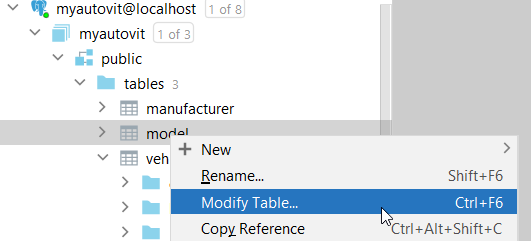 myautovit@localhost 1 of 8
myautovit 1 of 3
public
tables 3
manufacturer
model
New
Rename... Shift+F6
Modify Table... Ctrl+F6
Copy Reference Ctrl+Alt+Shift+C